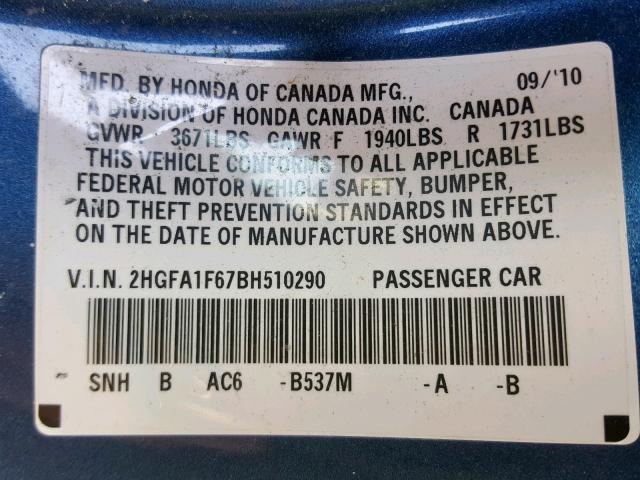 MFD. BY HONDA OF CANADA MFG., 09/'10
A DIVISION OF HONDA CANADA INC. CANADA
GVWR 3671LBS GAWR F 1940LBS R 1731LBS
THIS VEHICLE CONFORMS TO ALL APPLICABLE
FEDERAL MOTOR VEHICLE SAFETY, BUMPER,
AND THEFT PREVENTION STANDARDS IN EFFECT
ON THE DATE OF MANUFACTURE SHOWN ABOVE.
V.I.N. 2HGFA1F67BH510290 PASSENGER CAR
SNH B AC6 -B537M -A -B